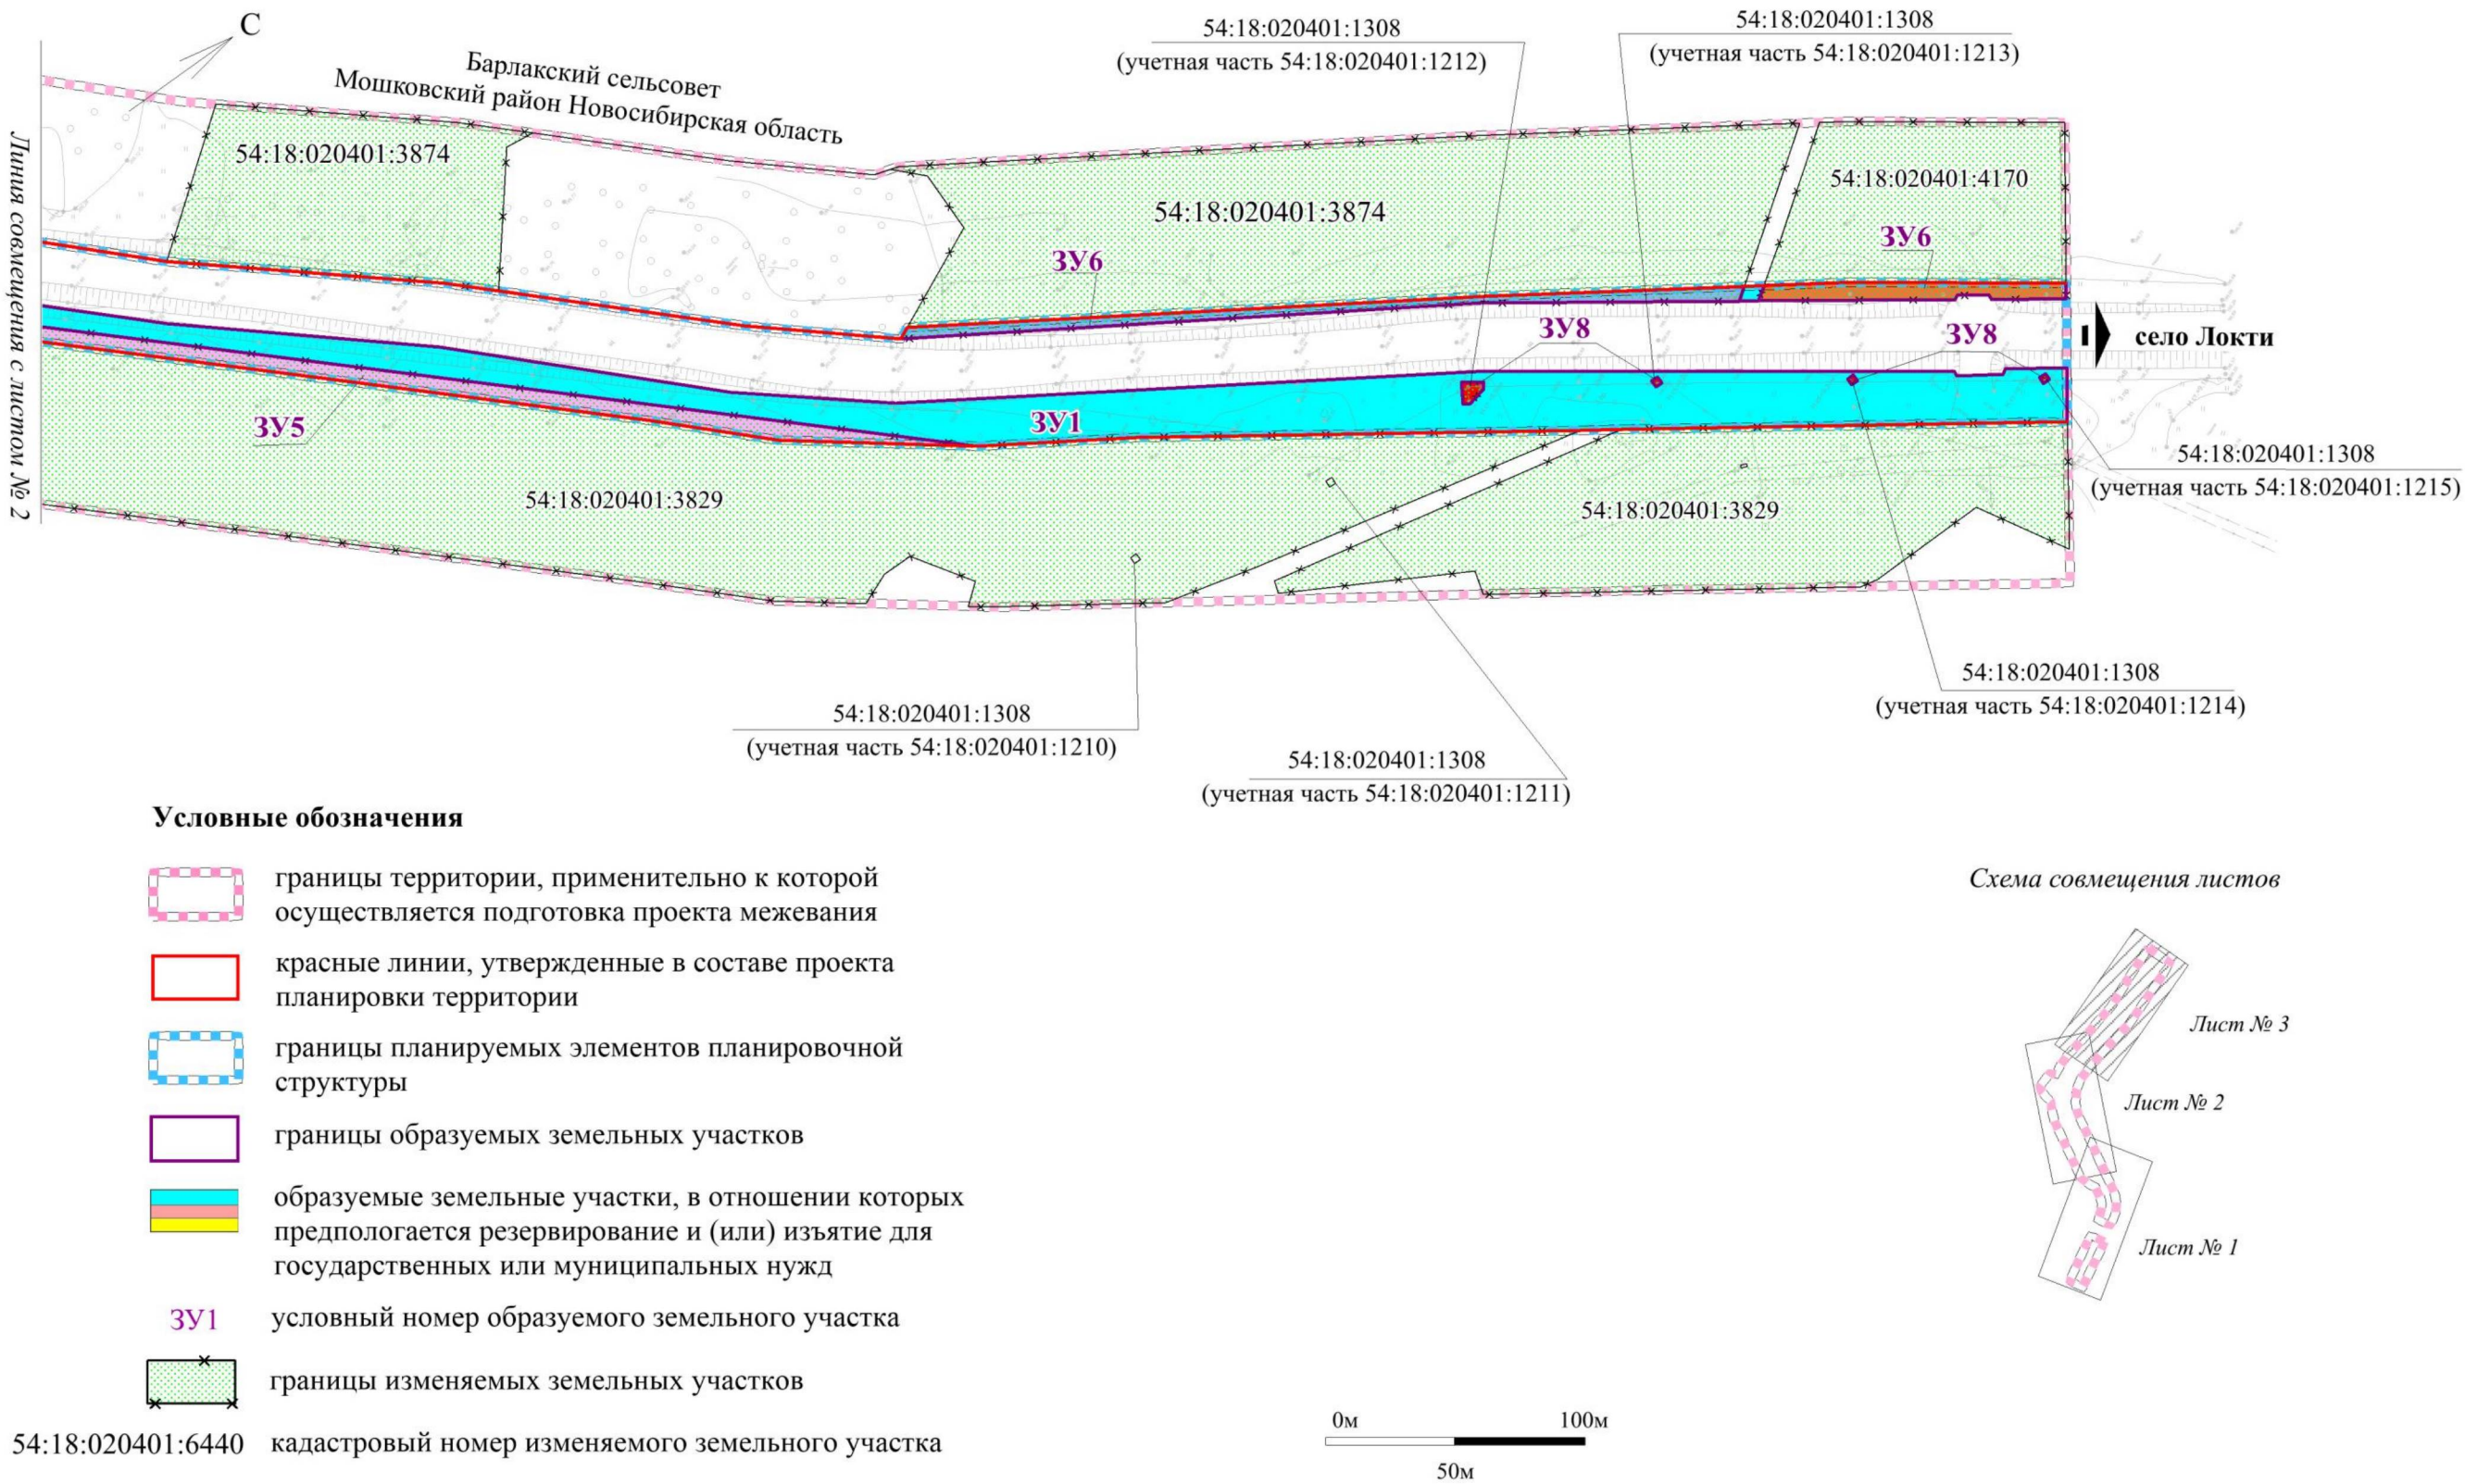 С
Барлакский сельсовет
Мошковский район Новосибирская область
54:18:020401:1308
(учетная часть 54:18:020401:1212)
54:18:020401:1308
(учетная часть 54:18:020401:1213)
Линия совмещения с листом № 2
54:18:020401:3874
54:18:020401:3874
54:18:020401:4170
ЗУ6
ЗУ6
ЗУ8
ЗУ8
1
село Локти
ЗУ5
ЗУ1
54:18:020401:3829
54:18:020401:3829
54:18:020401:1308
(учетная часть 54:18:020401:1215)
54:18:020401:1308
(учетная часть 54:18:020401:1214)
54:18:020401:1308
(учетная часть 54:18:020401:1210)
54:18:020401:1308
(учетная часть 54:18:020401:1211)
Условные обозначения
границы территории, применительно к которой
осуществляется подготовка проекта межевания
красные линии, утвержденные в составе проекта
планировки территории
границы планируемых элементов планировочной
структуры
границы образуемых земельных участков
образуемые земельные участки, в отношении которых
предпологается резервирование и (или) изъятие для
государственных или муниципальных нужд
ЗУ1 условный номер образуемого земельного участка
границы изменяемых земельных участков
54:18:020401:6440 кадастровый номер изменяемого земельного участка
0м 100м
50м
Схема совмещения листов
Лист № 3
Лист № 2
Лист № 1